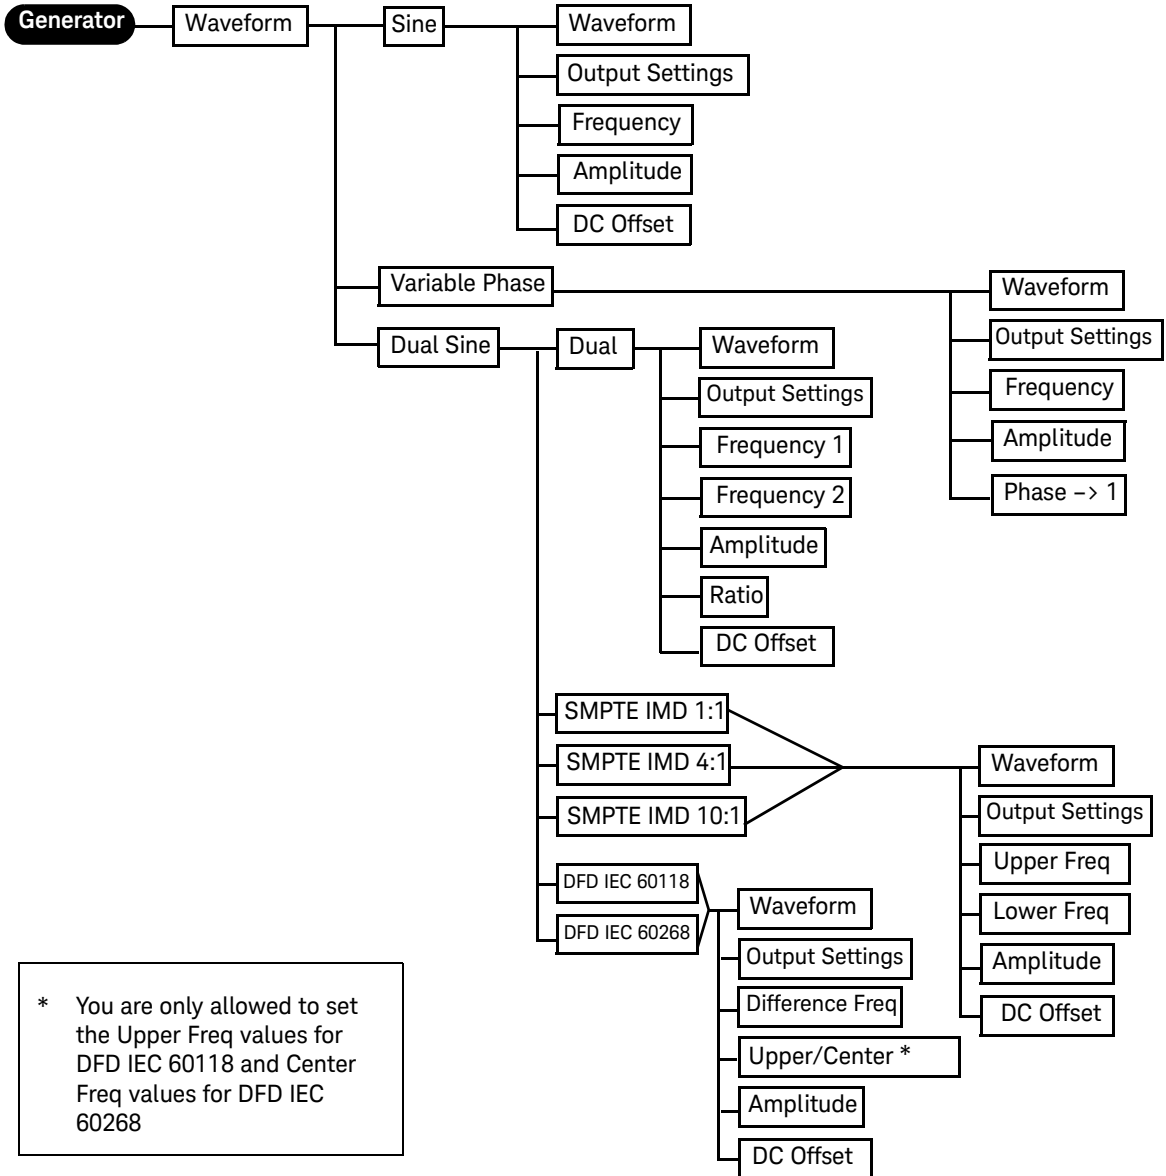 Generator
Waveform
Sine
Waveform
Output Settings
Frequency
Amplitude
DC Offset
Variable Phase
Waveform
Output Settings
Frequency
Amplitude
Phase –> 1
Dual Sine
Dual
Waveform
Output Settings
Frequency 1
Frequency 2
Amplitude
Ratio
DC Offset
SMPTE IMD 1:1
SMPTE IMD 4:1
SMPTE IMD 10:1
Waveform
Output Settings
Upper Freq
Lower Freq
Amplitude
DC Offset
DFD IEC 60118
DFD IEC 60268
Waveform
Output Settings
Difference Freq
Upper/Center *
Amplitude
DC Offset
* You are only allowed to set
the Upper Freq values for
DFD IEC 60118 and Center
Freq values for DFD IEC
60268